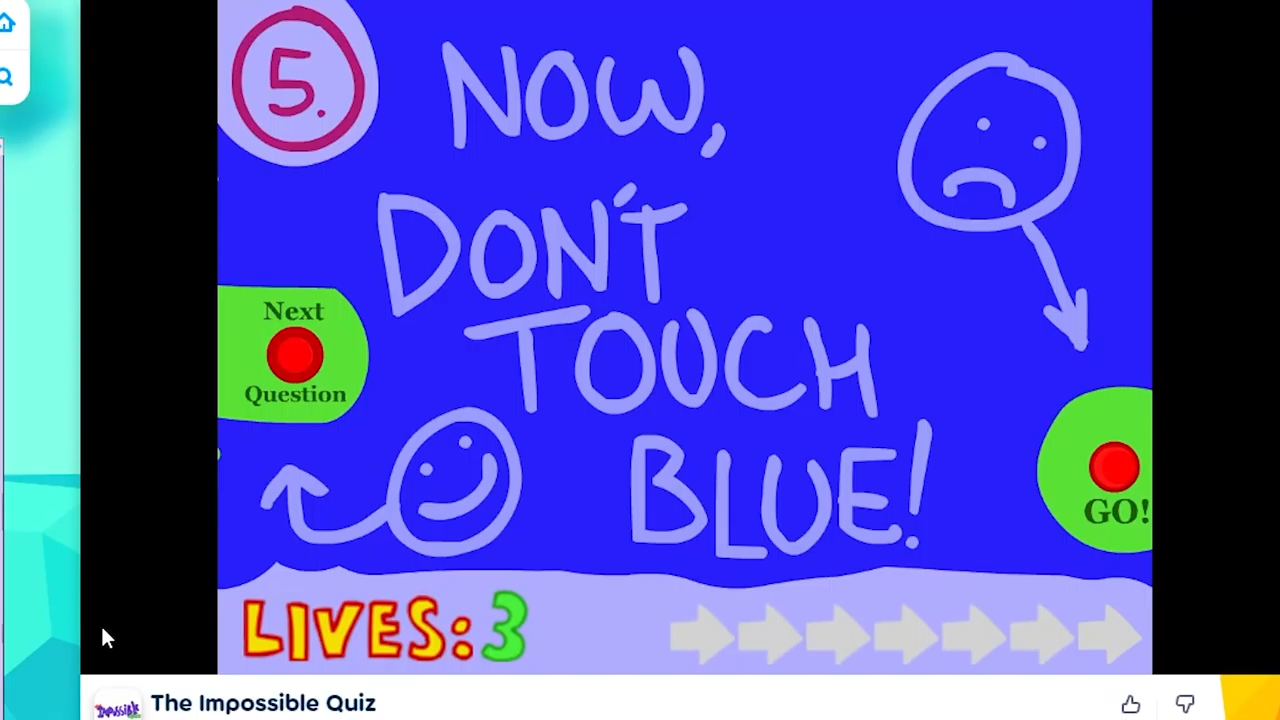 5.
NOW,
DON'T
TOUCH
BLUE!
Next
Question
GO!
LIVES: 3
The Impossible Quiz